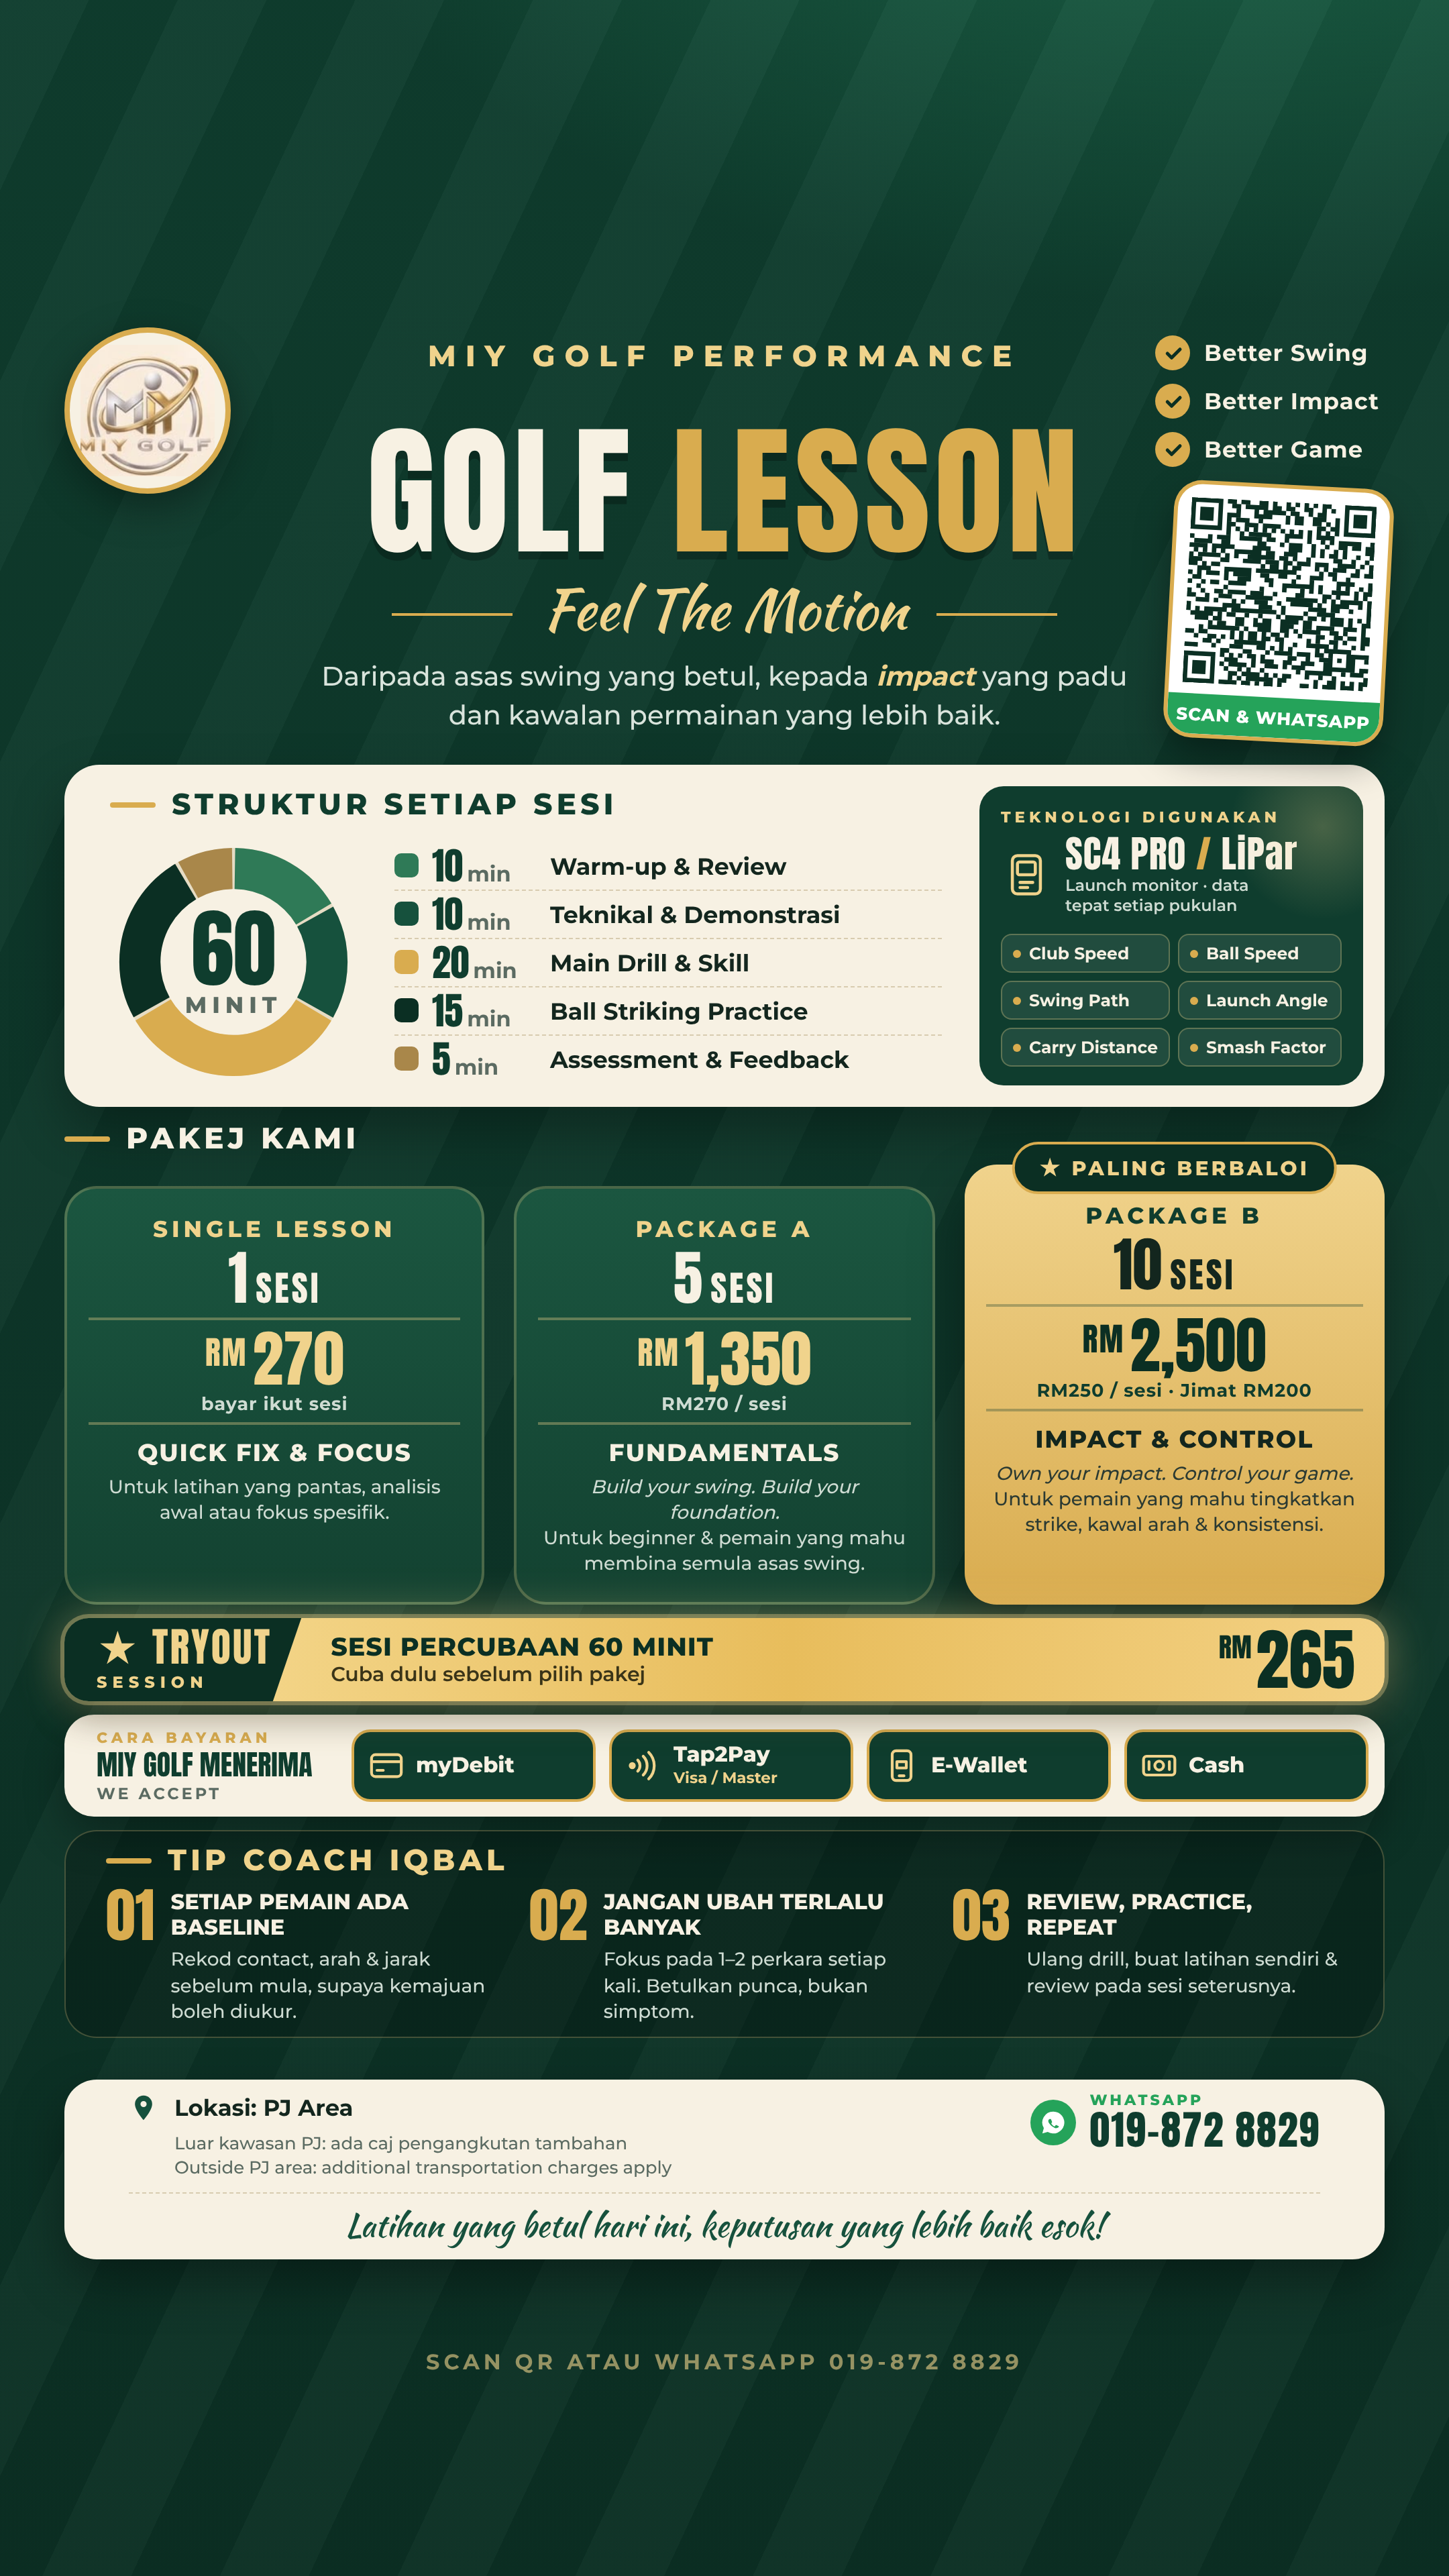 MIY GOLF
MIY GOLF PERFORMANCE
GOLF LESSON
Feel The Motion
Daripada asas swing yang betul, kepada impact yang padu
dan kawalan permainan yang lebih baik.
Better Swing
Better Impact
Better Game
SCAN & WHATSAPP
STRUKTUR SETIAP SESI
60
MINIT
10 min Warm-up & Review
10 min Teknikal & Demonstrasi
20 min Main Drill & Skill
15 min Ball Striking Practice
5 min Assessment & Feedback
TEKNOLOGI DIGUNAKAN
SC4 PRO / LiPar
Launch monitor · data
tepat setiap pukulan
Club Speed
Ball Speed
Swing Path
Launch Angle
Carry Distance
Smash Factor
PAKEJ KAMI
SINGLE LESSON
1 SESI
RM 270
bayar ikut sesi
QUICK FIX & FOCUS
Untuk latihan yang pantas, analisis
awal atau fokus spesifik.
PACKAGE A
5 SESI
RM 1,350
RM270 / sesi
FUNDAMENTALS
Build your swing. Build your
foundation.
Untuk beginner & pemain yang mahu
membina semula asas swing.
★ PALING BERBALOI
PACKAGE B
10 SESI
RM 2,500
RM250 / sesi · Jimat RM200
IMPACT & CONTROL
Own your impact. Control your game.
Untuk pemain yang mahu tingkatkan
strike, kawal arah & konsistensi.
★ TRYOUT
SESSION
SESI PERCUBAAN 60 MINIT
Cuba dulu sebelum pilih pakej
RM 265
CARA BAYARAN
MIY GOLF MENERIMA
WE ACCEPT
myDebit
Tap2Pay
Visa / Master
E-Wallet
Cash
TIP COACH IQBAL
01 SETIAP PEMAIN ADA
BASELINE
Rekod contact, arah & jarak
sebelum mula, supaya kemajuan
boleh diukur.
02 JANGAN UBAH TERLALU
BANYAK
Fokus pada 1–2 perkara setiap
kali. Betulkan punca, bukan
simptom.
03 REVIEW, PRACTICE,
REPEAT
Ulang drill, buat latihan sendiri &
review pada sesi seterusnya.
Lokasi: PJ Area
Luar kawasan PJ: ada caj pengangkutan tambahan
Outside PJ area: additional transportation charges apply
WHATSAPP
019-872 8829
Latihan yang betul hari ini, keputusan yang lebih baik esok!
SCAN QR ATAU WHATSAPP 019-872 8829